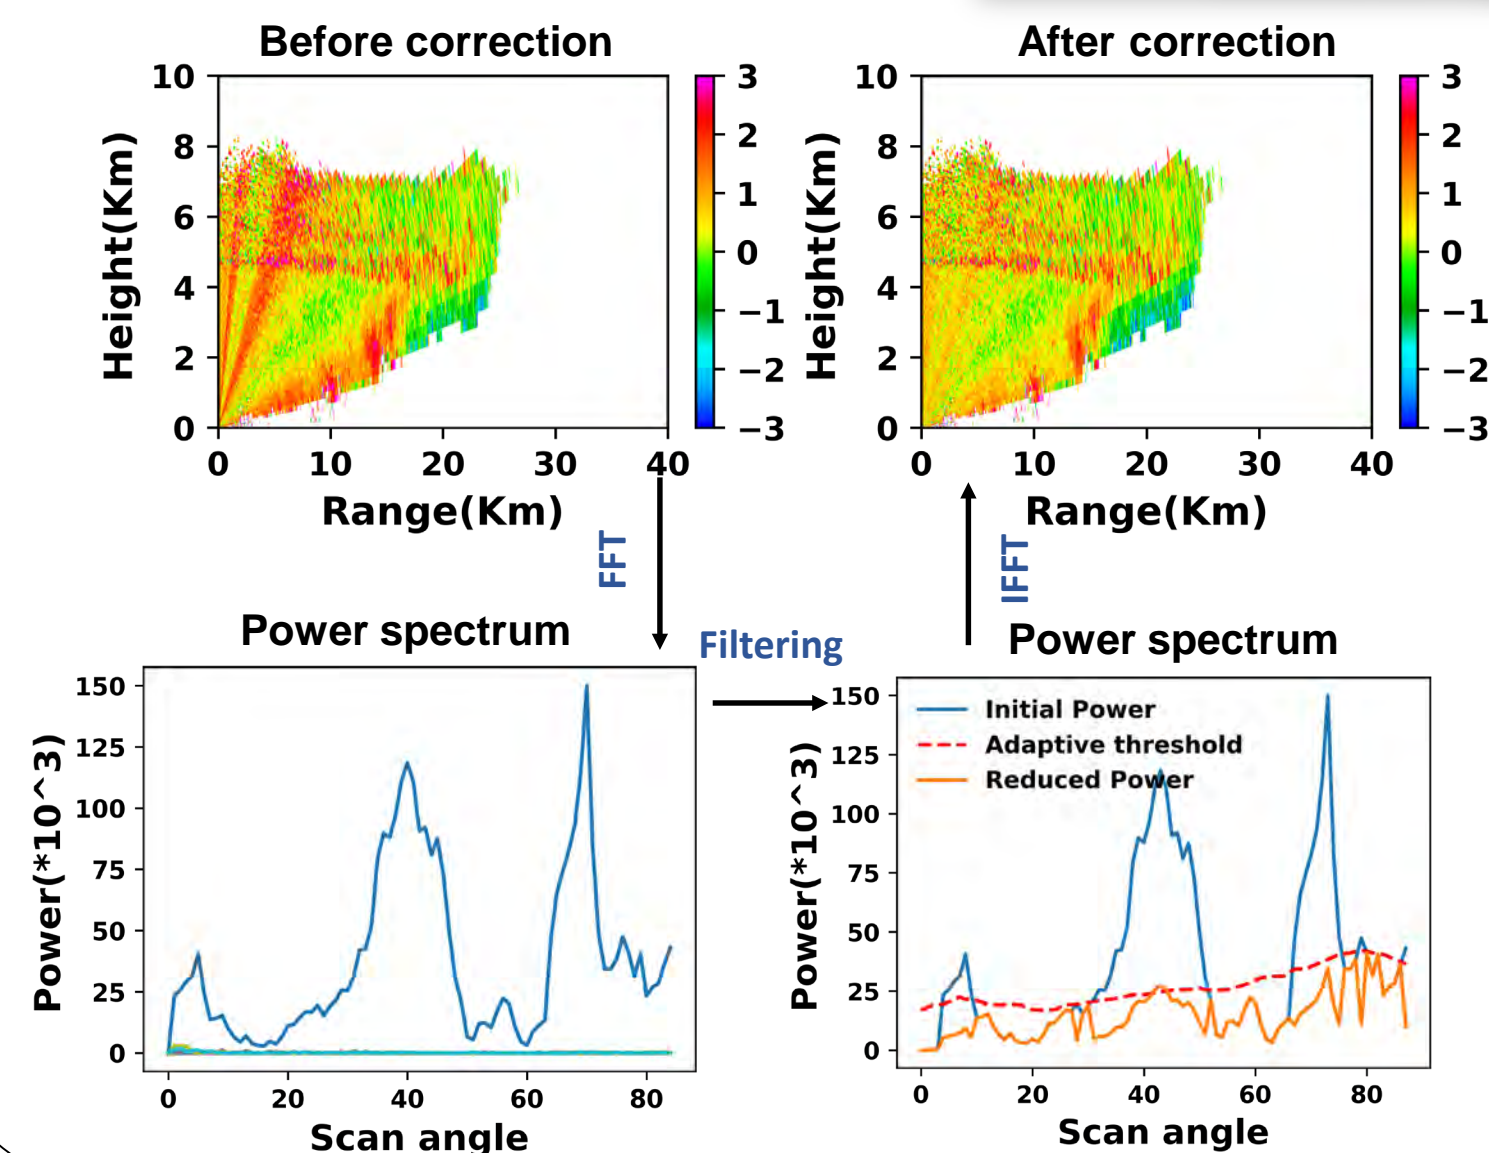 Before correction
After correction
10
8
6
4
2
0
Height(Km)
0 10 20 30 40
Range(Km)
3
2
1
0
−1
−2
−3
10
8
6
4
2
0
Height(Km)
0 10 20 30 40
Range(Km)
3
2
1
0
−1
−2
−3
FFT
IFFT
Filtering
Power spectrum
150
125
100
75
50
25
0
Power(*10^3)
0 20 40 60 80
Scan angle
Power spectrum
150
125
100
75
50
25
0
Power(*10^3)
Initial Power
Adaptive threshold
Reduced Power
0 20 40 60 80
Scan angle